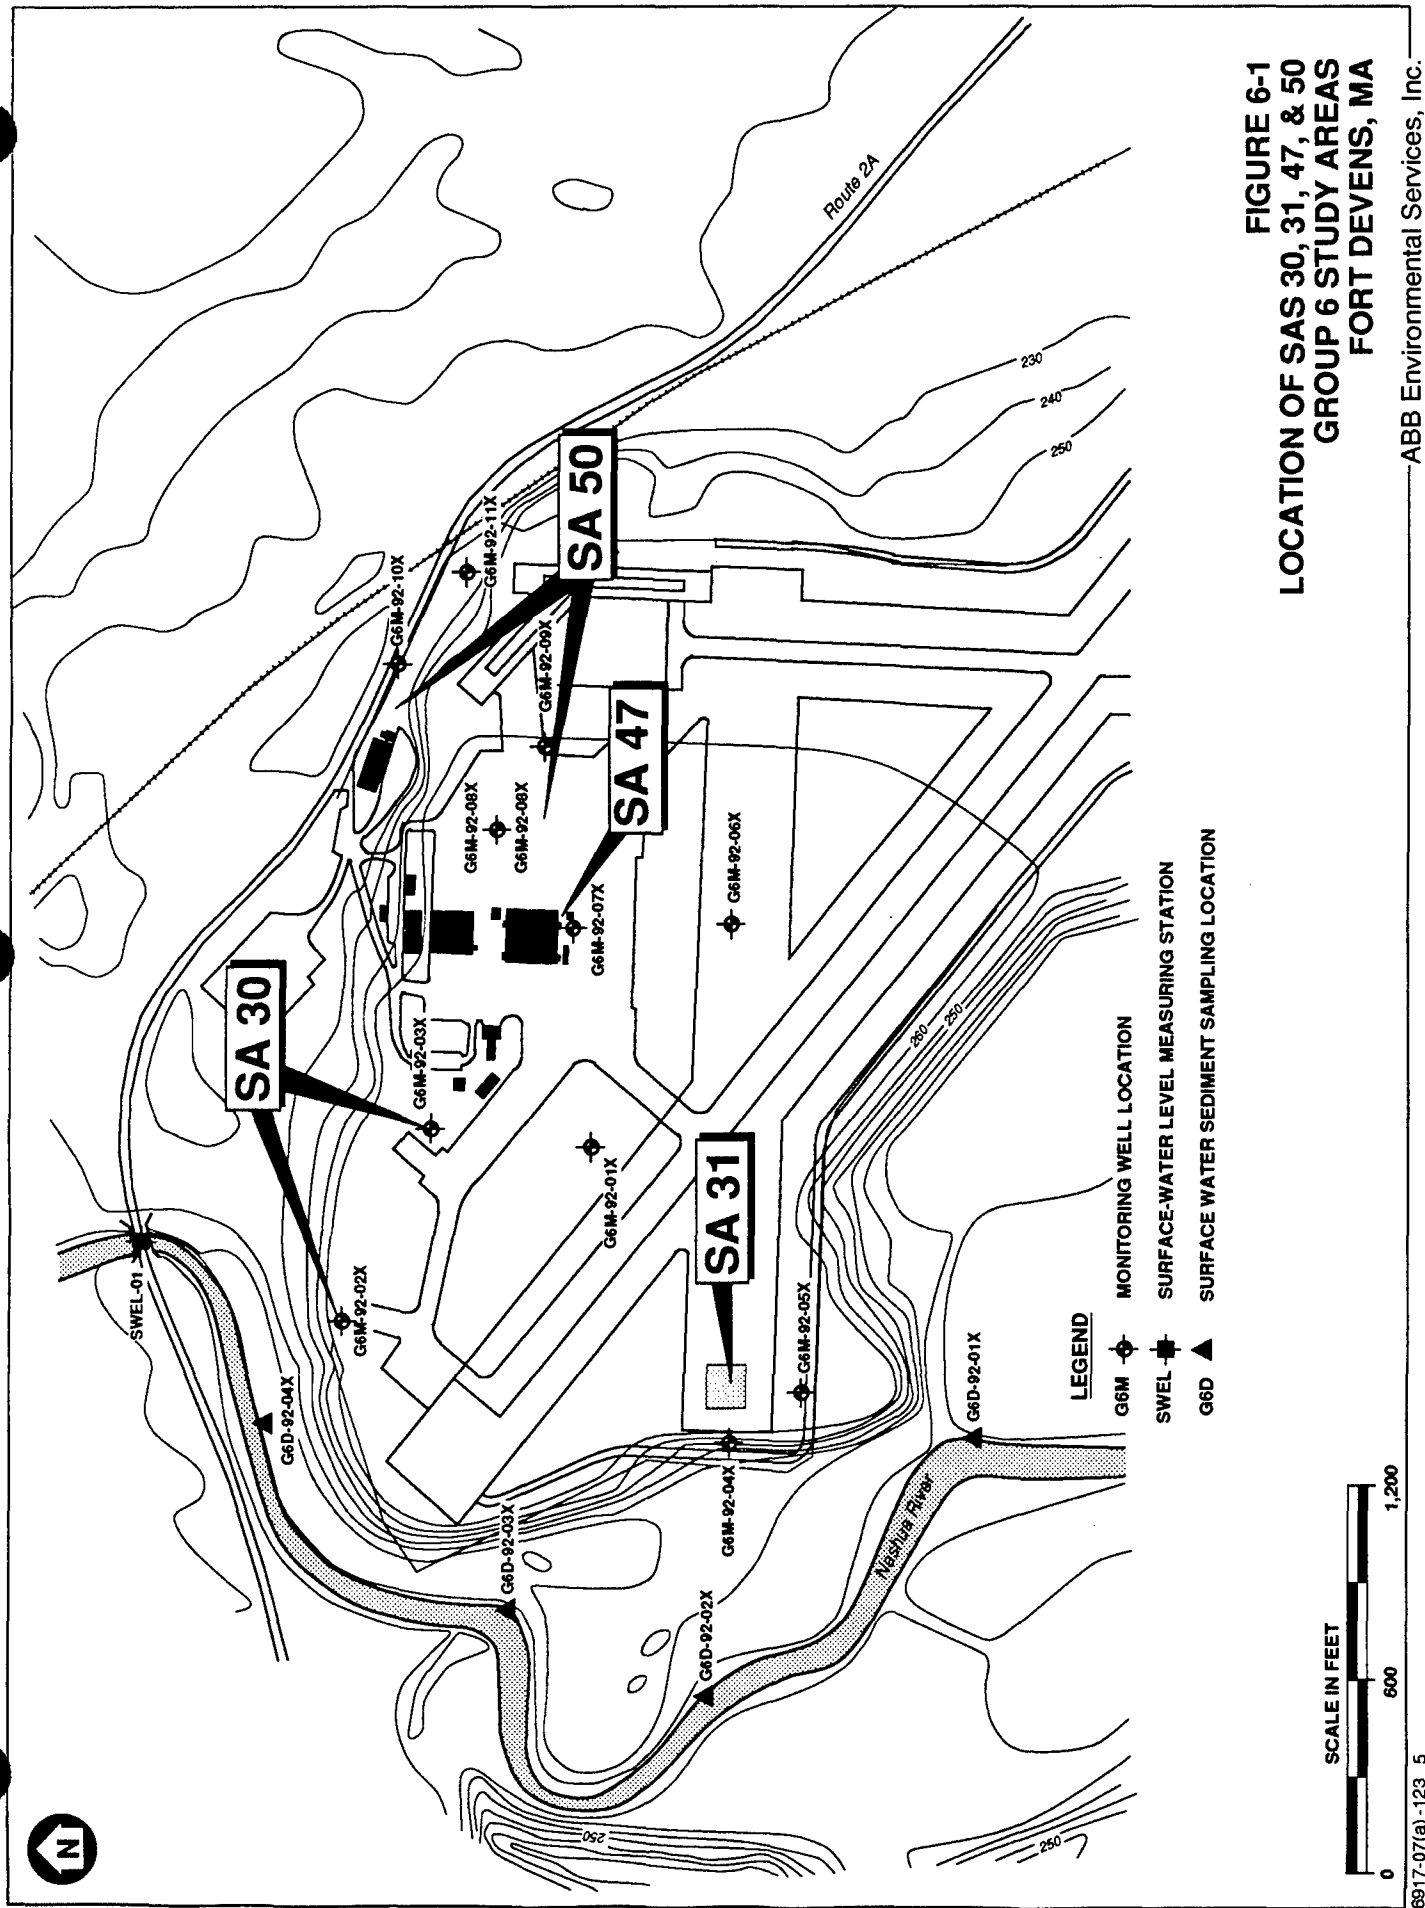 N
SWEL-01
G6D-92-04X
G6M-92-02X
SA 30
G6M-92-03X
G6M-92-10X
G6M-92-11X
G6M-92-08X
G6M-92-08X
G6M-92-09X
SA 50
G6D-92-03X
G6M-92-01X
G6M-92-07X
SA 47
Route 2A
G6D-92-02X
G6M-92-04X
SA 31
G6M-92-05X
G6M-92-06X
250
Nashua River
G6D-92-01X
260
250
230
240
250
250
LEGEND
G6M MONITORING WELL LOCATION
SWEL SURFACE-WATER LEVEL MEASURING STATION
G6D SURFACE WATER SEDIMENT SAMPLING LOCATION
SCALE IN FEET
0 600 1,200
FIGURE 6-1
LOCATION OF SAS 30, 31, 47, & 50
GROUP 6 STUDY AREAS
FORT DEVENS, MA
ABB Environmental Services, Inc.
6917-07(a)-123 5